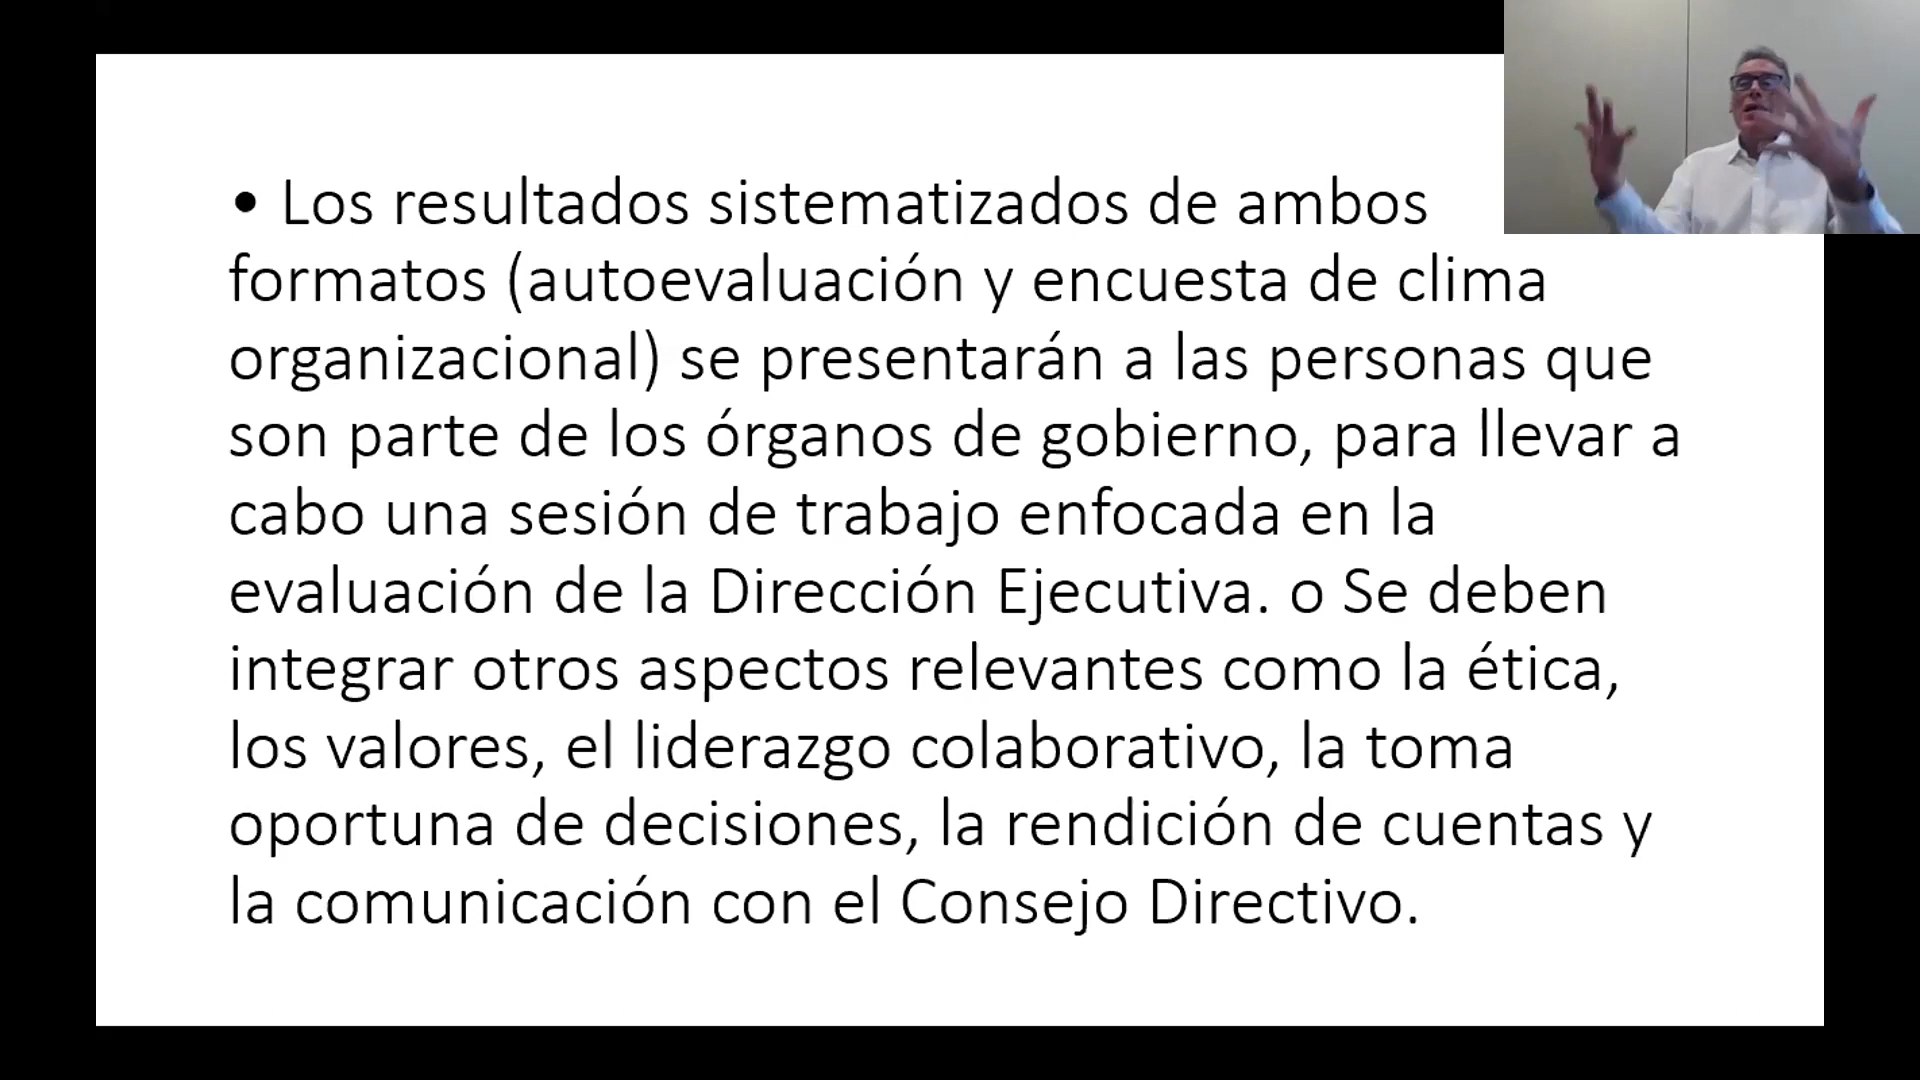 • Los resultados sistematizados de ambos
formatos (autoevaluación y encuesta de clima
organizacional) se presentarán a las personas que
son parte de los órganos de gobierno, para llevar a
cabo una sesión de trabajo enfocada en la
evaluación de la Dirección Ejecutiva. o Se deben
integrar otros aspectos relevantes como la ética,
los valores, el liderazgo colaborativo, la toma
oportuna de decisiones, la rendición de cuentas y
la comunicación con el Consejo Directivo.